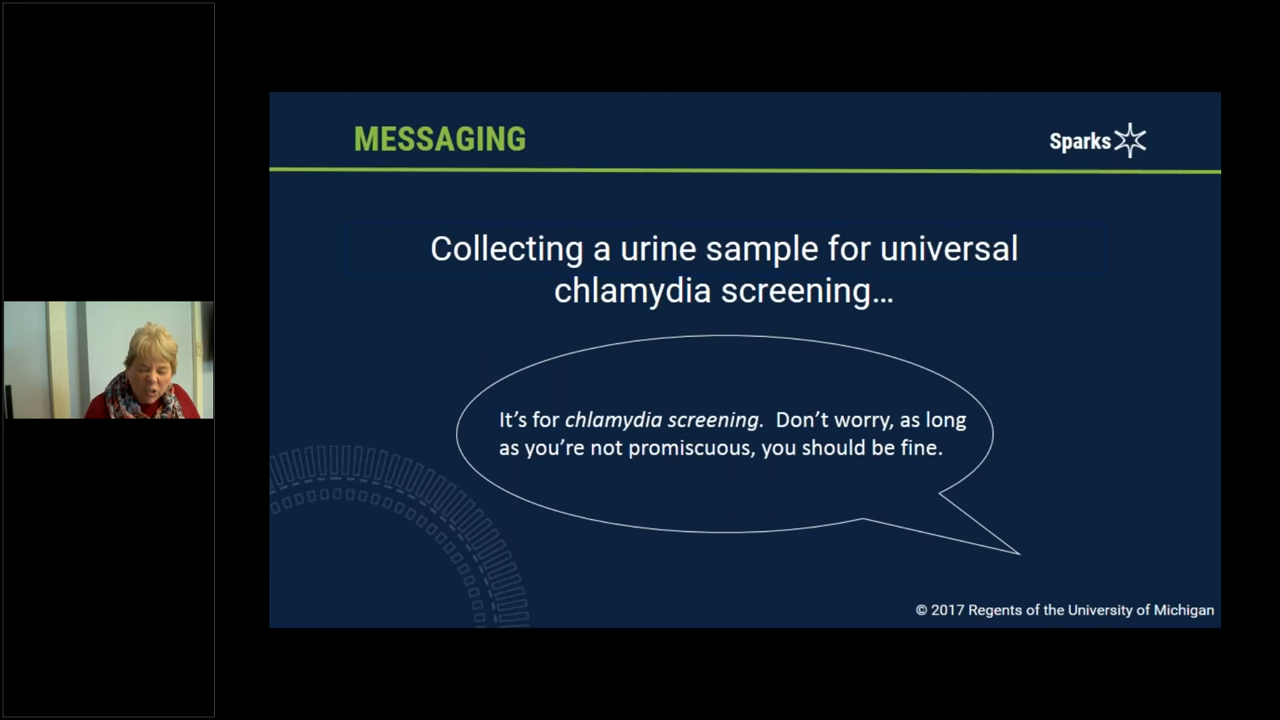 MESSAGING
Sparks
Collecting a urine sample for universal
chlamydia screening…
It’s for chlamydia screening.  Don’t worry, as long
as you’re not promiscuous, you should be fine.
© 2017 Regents of the University of Michigan